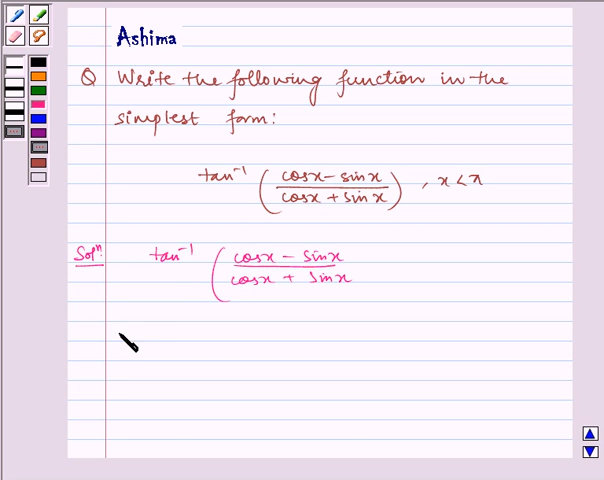 Ashima
Q Write the following function in the
simplest form:
tan⁻¹ ( (cosx − sinx) / (cosx + sinx) ) , x < π
Solⁿ: tan⁻¹ ( (cosx − sinx) / (cosx + sinx)